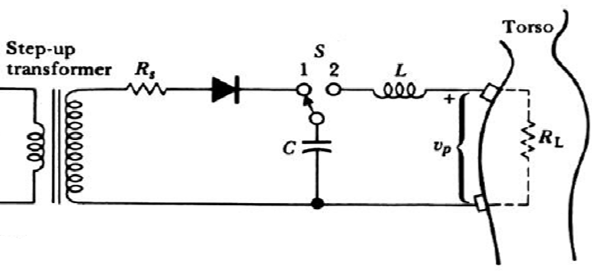 Torso
Step-up
transformer
Rs
S
1 2
L
+
C
vp
RL